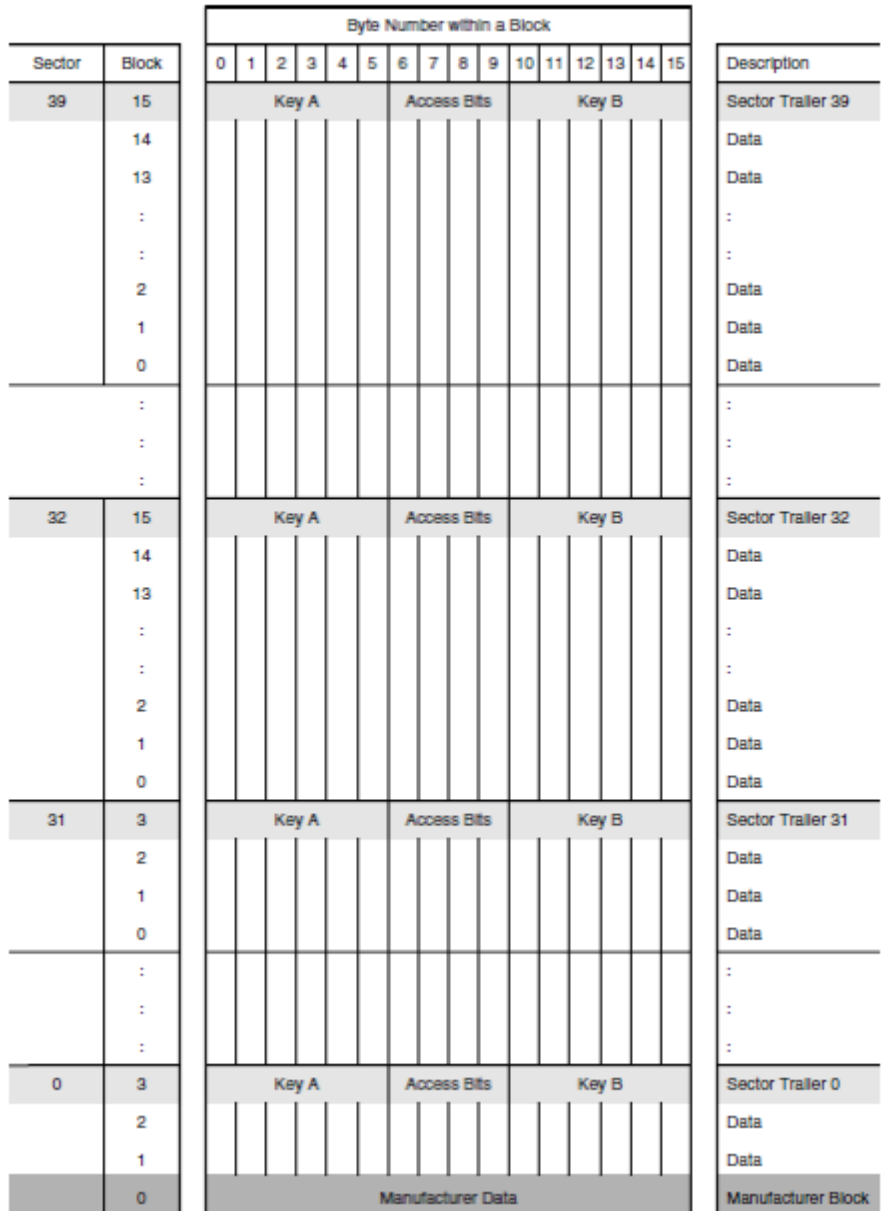 Byte Number within a Block
Sector Block 0 1 2 3 4 5 6 7 8 9 10 11 12 13 14 15 Description
39 15 Key A Access Bits Key B Sector Trailer 39
14 Data
13 Data
: :
: :
2 Data
1 Data
0 Data
: :
: :
: :
32 15 Key A Access Bits Key B Sector Trailer 32
14 Data
13 Data
: :
: :
2 Data
1 Data
0 Data
31 3 Key A Access Bits Key B Sector Trailer 31
2 Data
1 Data
0 Data
: :
: :
: :
0 3 Key A Access Bits Key B Sector Trailer 0
2 Data
1 Data
0 Manufacturer Data Manufacturer Block